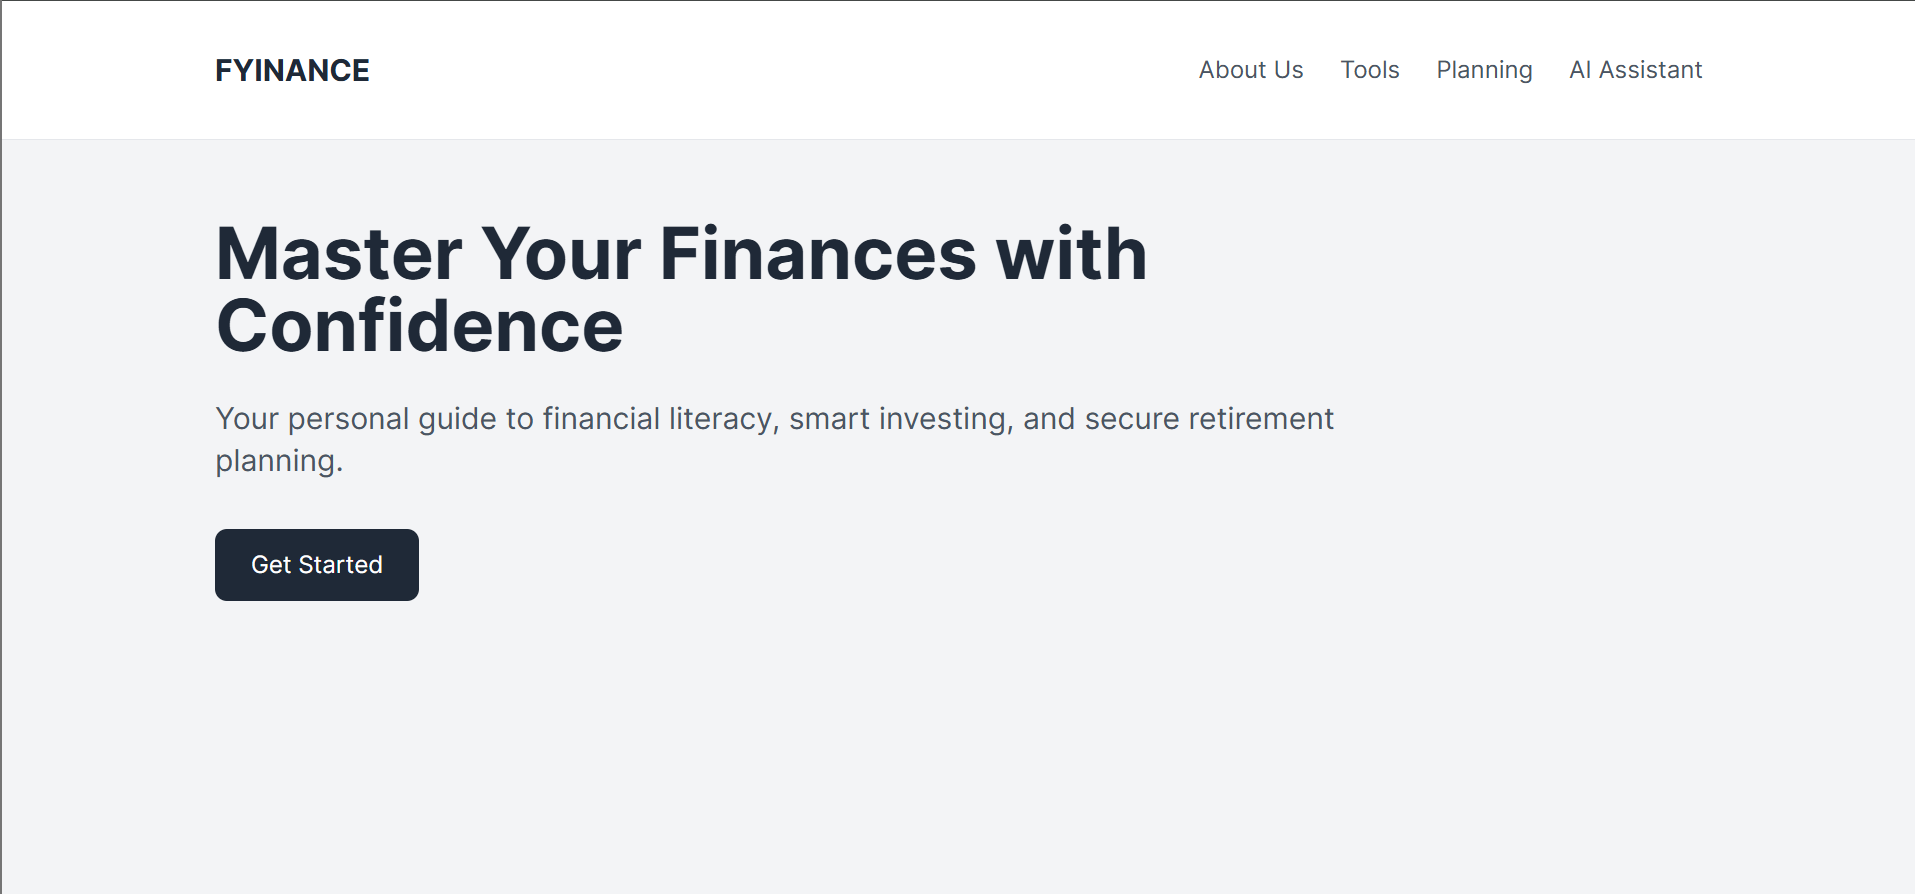 FYINANCE
About Us Tools Planning AI Assistant
Master Your Finances with
Confidence
Your personal guide to financial literacy, smart investing, and secure retirement
planning.
Get Started